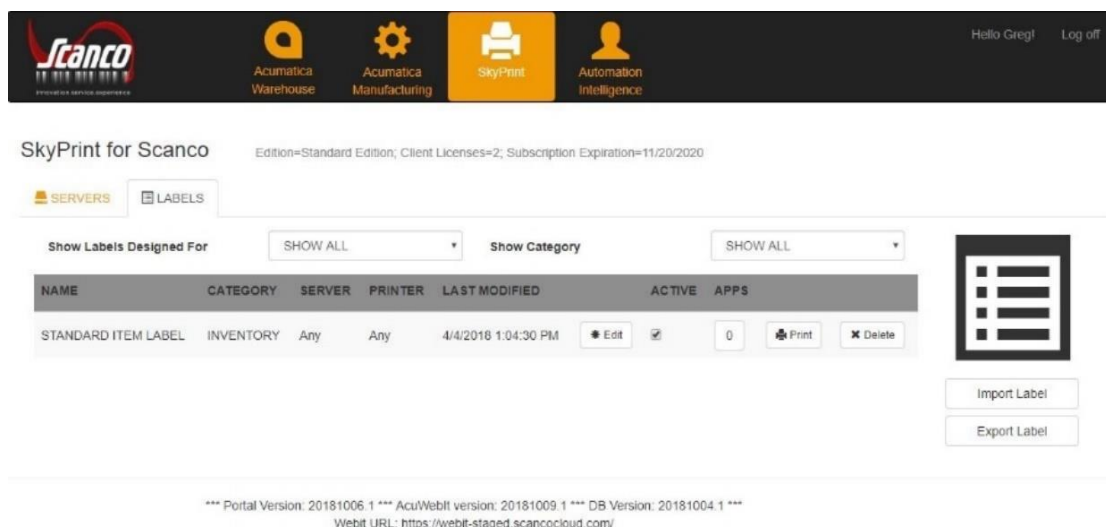 Scanco
innovation service experience
Acumatica
Warehouse
Acumatica
Manufacturing
SkyPrint
Automation
Intelligence
Hello Greg!
Log off
SkyPrint for Scanco
Edition=Standard Edition; Client Licenses=2; Subscription Expiration=11/20/2020
SERVERS
LABELS
Show Labels Designed For
SHOW ALL
Show Category
SHOW ALL
NAME CATEGORY SERVER PRINTER LAST MODIFIED ACTIVE APPS
STANDARD ITEM LABEL INVENTORY Any Any 4/4/2018 1:04:30 PM Edit 0 Print Delete
Import Label
Export Label
*** Portal Version: 20181006.1 *** AcuWebIt version: 20181009.1 *** DB Version: 20181004.1 ***
Webit URL: https://webit-staged.scancocloud.com/